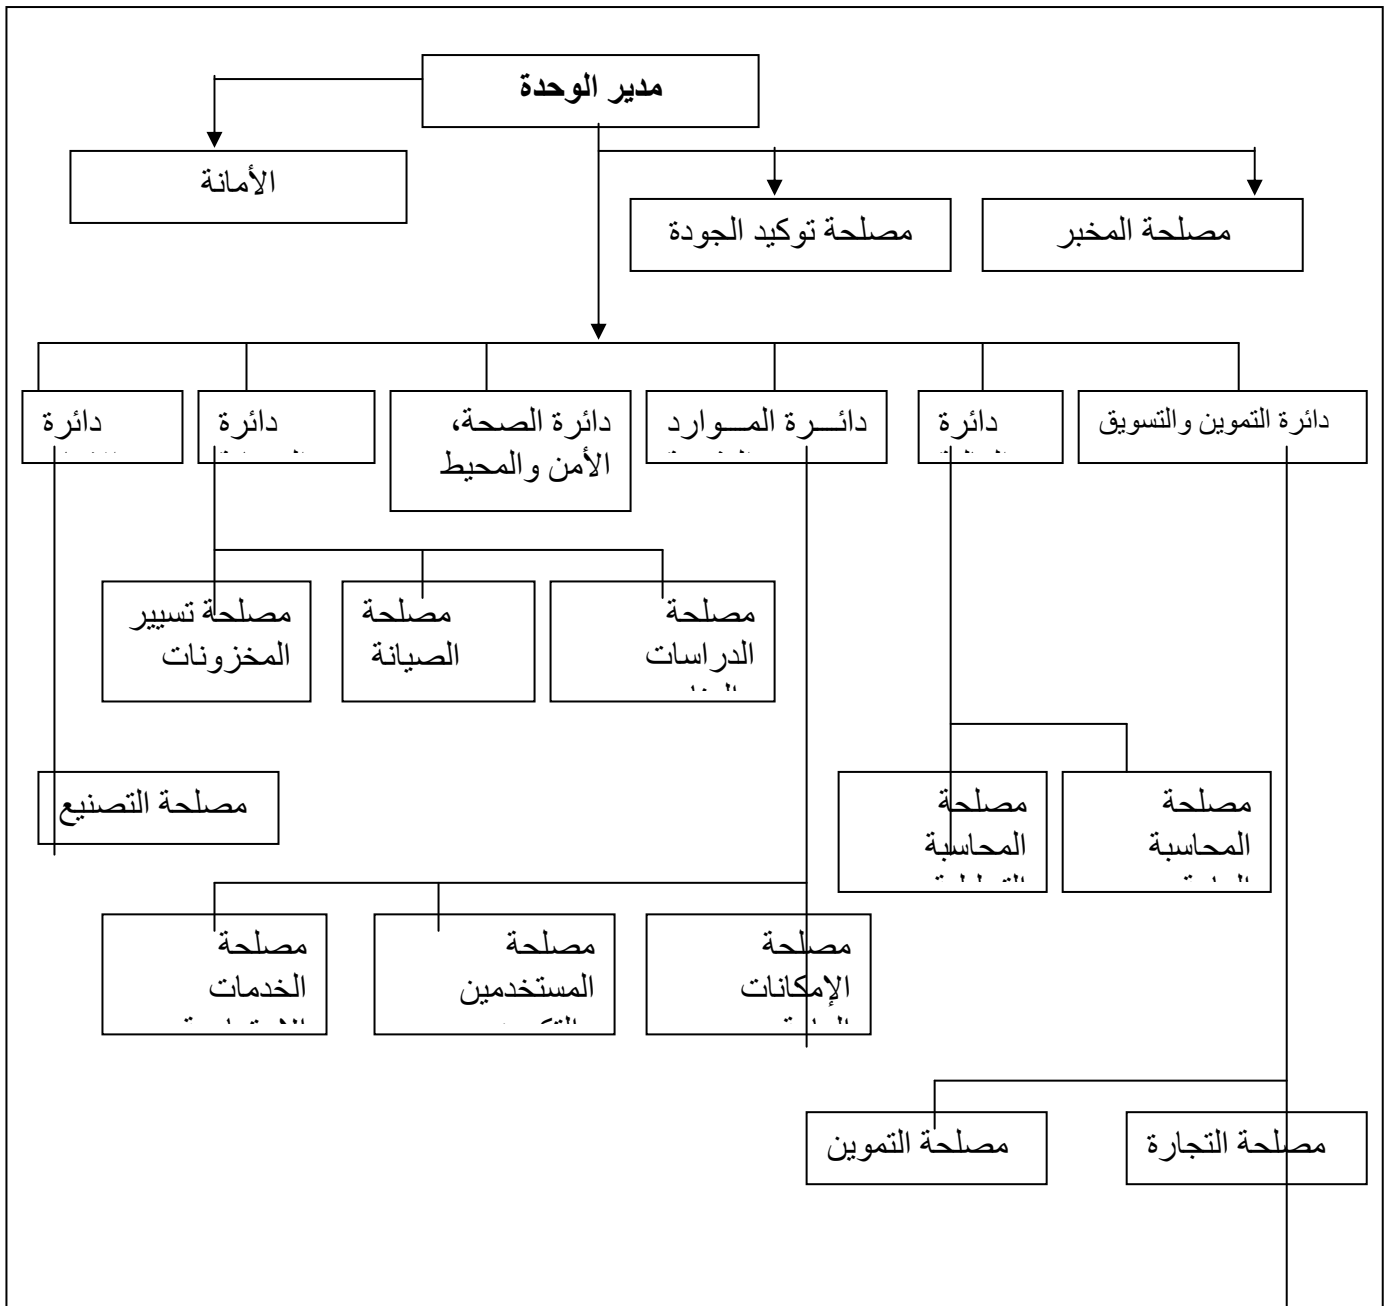 مدير الوحدة
الأمانة
مصلحة توكيد الجودة
مصلحة المخبر
دائرة التموين والتسويق
دائرة
دائـــرة المـــوارد
دائرة الصحة،
الأمن والمحيط
دائرة
دائرة
مصلحة
الدراسات
مصلحة
الصيانة
مصلحة تسيير
المخزونات
مصلحة
المحاسبة
مصلحة
المحاسبة
مصلحة التصنيع
مصلحة
الإمكانات
مصلحة
المستخدمين
مصلحة
الخدمات
مصلحة التجارة
مصلحة التموين